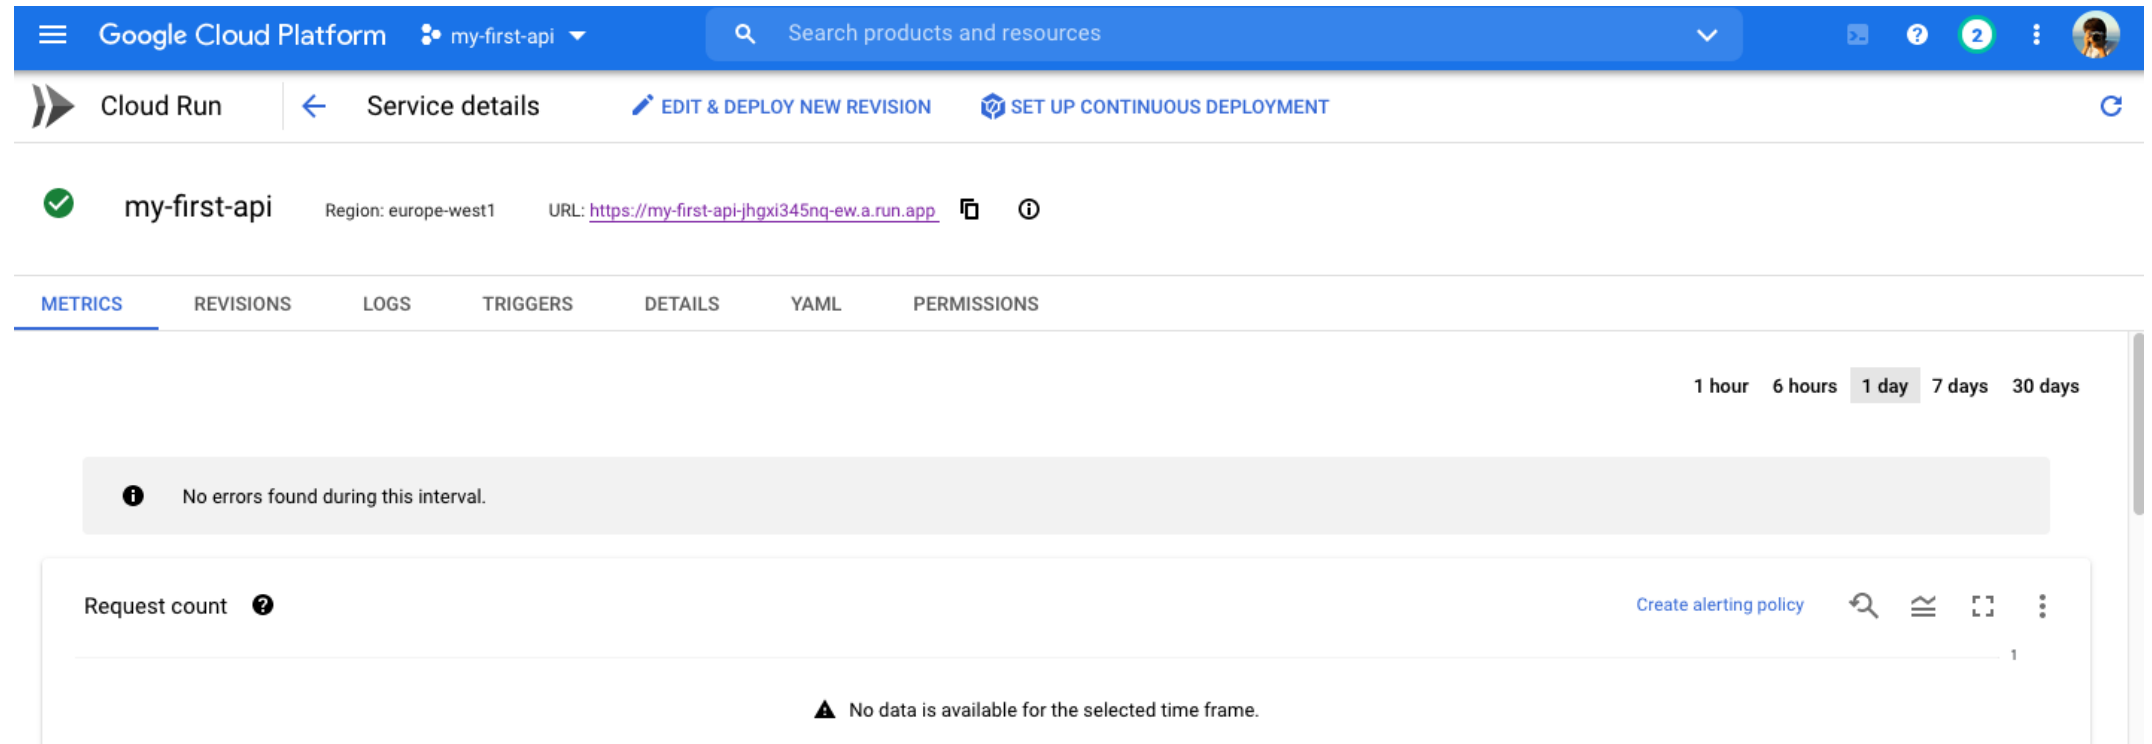 Google Cloud Platform my-first-api Search products and resources 2
Cloud Run Service details EDIT & DEPLOY NEW REVISION SET UP CONTINUOUS DEPLOYMENT
my-first-api Region: europe-west1 URL: https://my-first-api-jhgxi345nq-ew.a.run.app
METRICS REVISIONS LOGS TRIGGERS DETAILS YAML PERMISSIONS
1 hour 6 hours 1 day 7 days 30 days
No errors found during this interval.
Request count Create alerting policy
1
No data is available for the selected time frame.